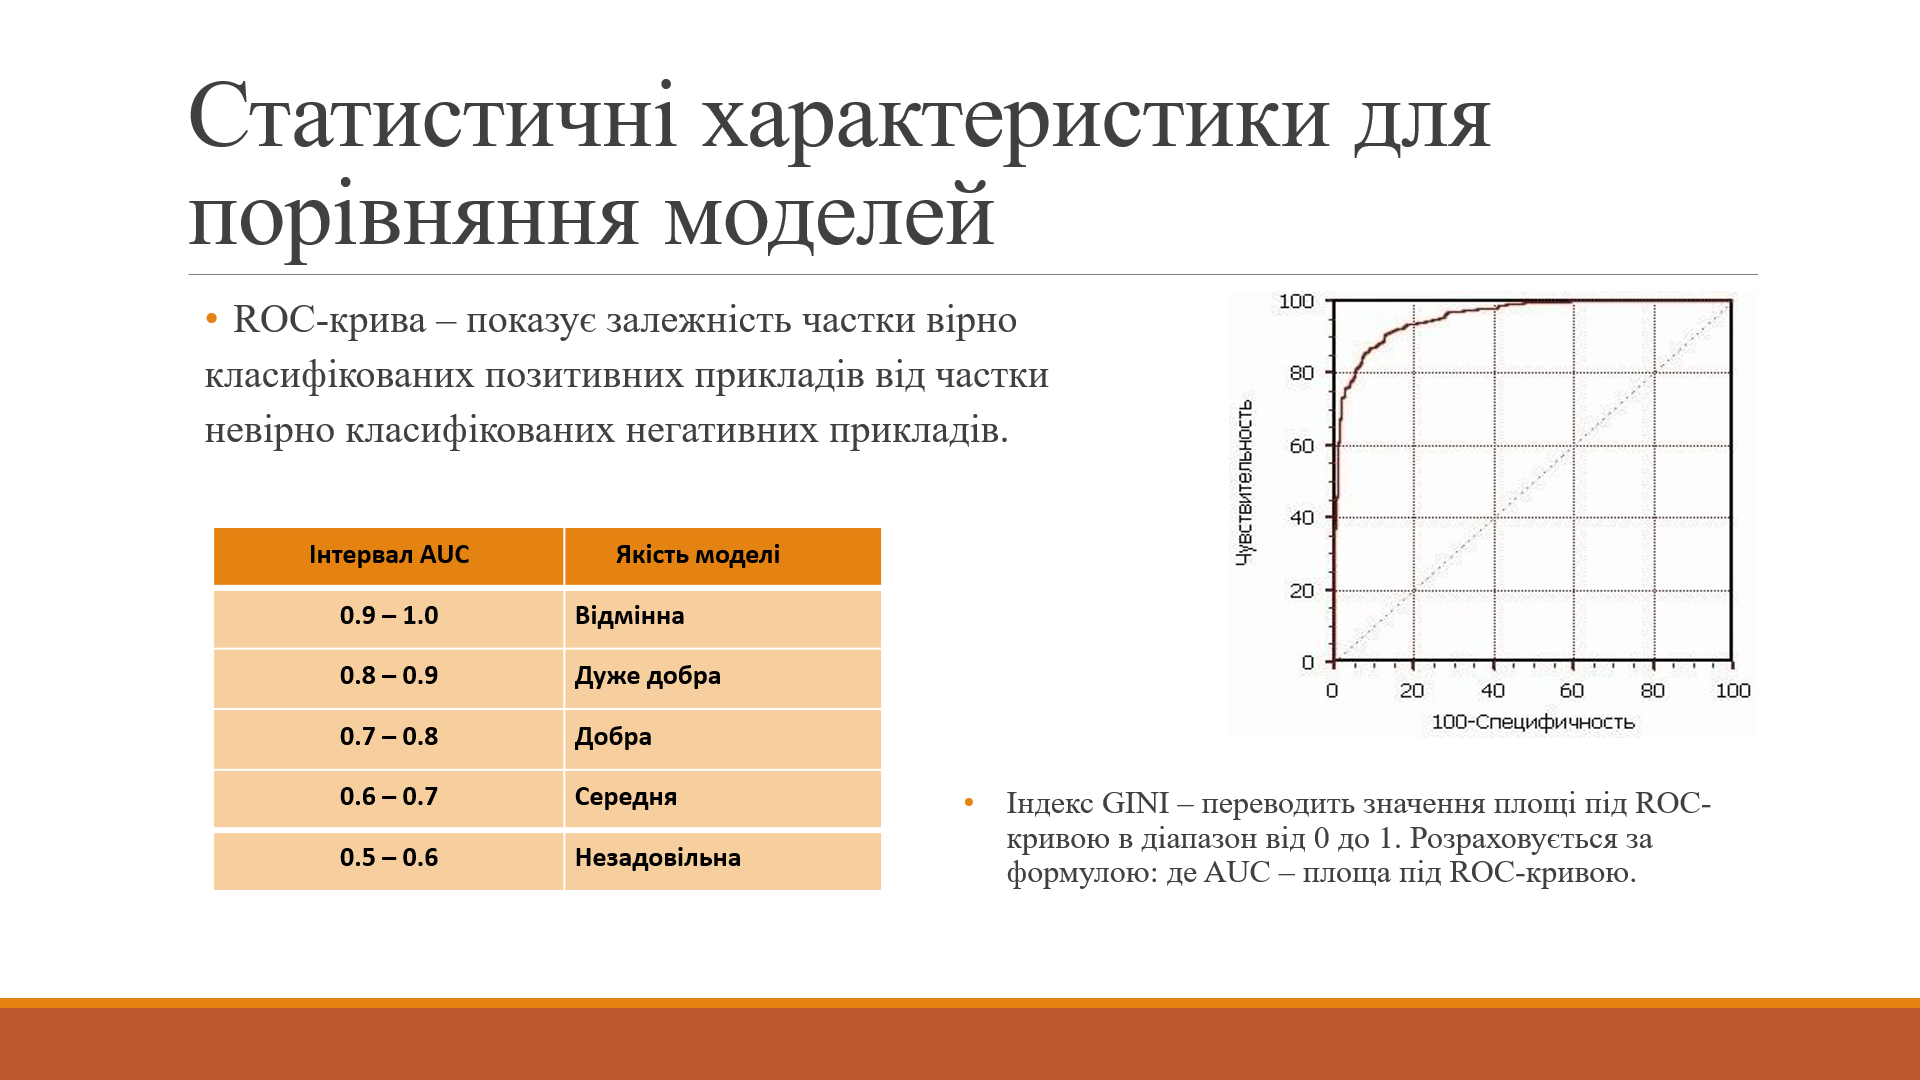 Статистичні характеристики для
порівняння моделей
• ROC-крива – показує залежність частки вірно
класифікованих позитивних прикладів від частки
невірно класифікованих негативних прикладів.
Інтервал AUC Якість моделі
0.9 – 1.0 Відмінна
0.8 – 0.9 Дуже добра
0.7 – 0.8 Добра
0.6 – 0.7 Середня
0.5 – 0.6 Незадовільна
Чувствительность
100
80
60
40
20
0
0 20 40 60 80 100
100-Специфичность
• Індекс GINI – переводить значення площі під ROC-
кривою в діапазон від 0 до 1. Розраховується за
формулою: де AUC – площа під ROC-кривою.